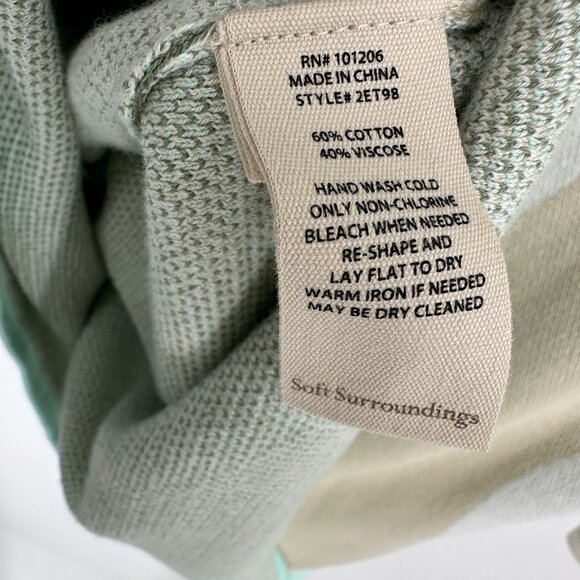 RN# 101206
MADE IN CHINA
STYLE# 2ET98
60% COTTON
40% VISCOSE
HAND WASH COLD
ONLY NON-CHLORINE
BLEACH WHEN NEEDED
RE-SHAPE AND
LAY FLAT TO DRY
WARM IRON IF NEEDED
MAY BE DRY CLEANED
Soft Surroundings